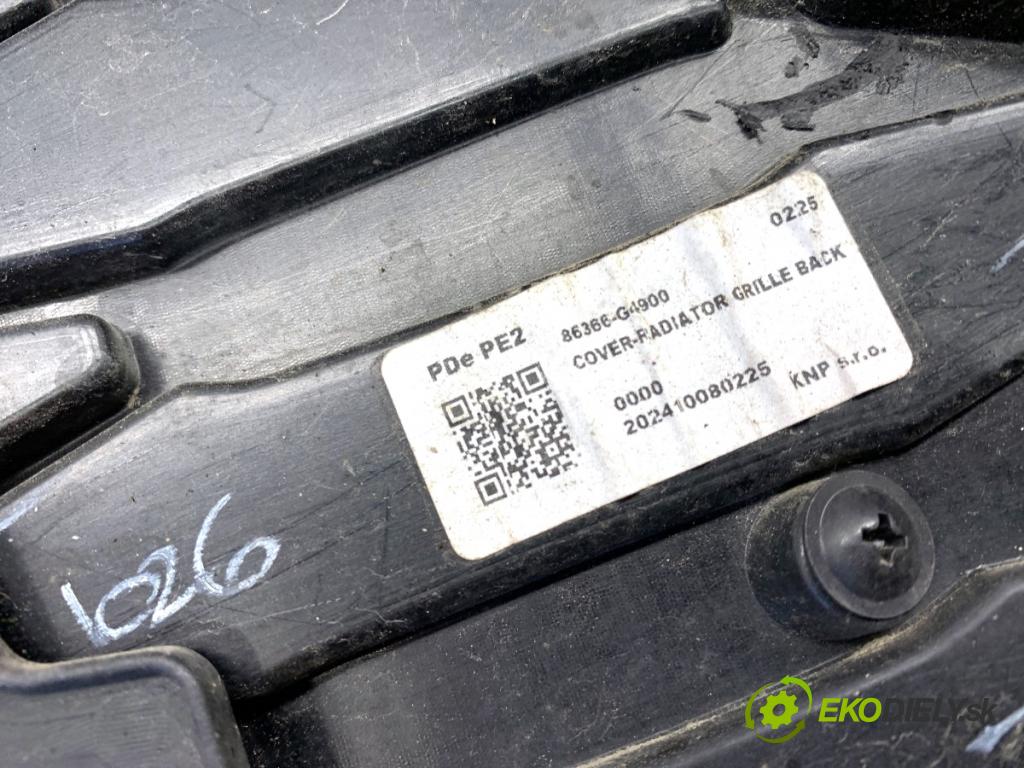 0225
PDe PE2
86366-G4900
COVER-RADIATOR GRILLE BACK
0000
202410080225
KNP s.r.o.
1026
EKODIELY.sk